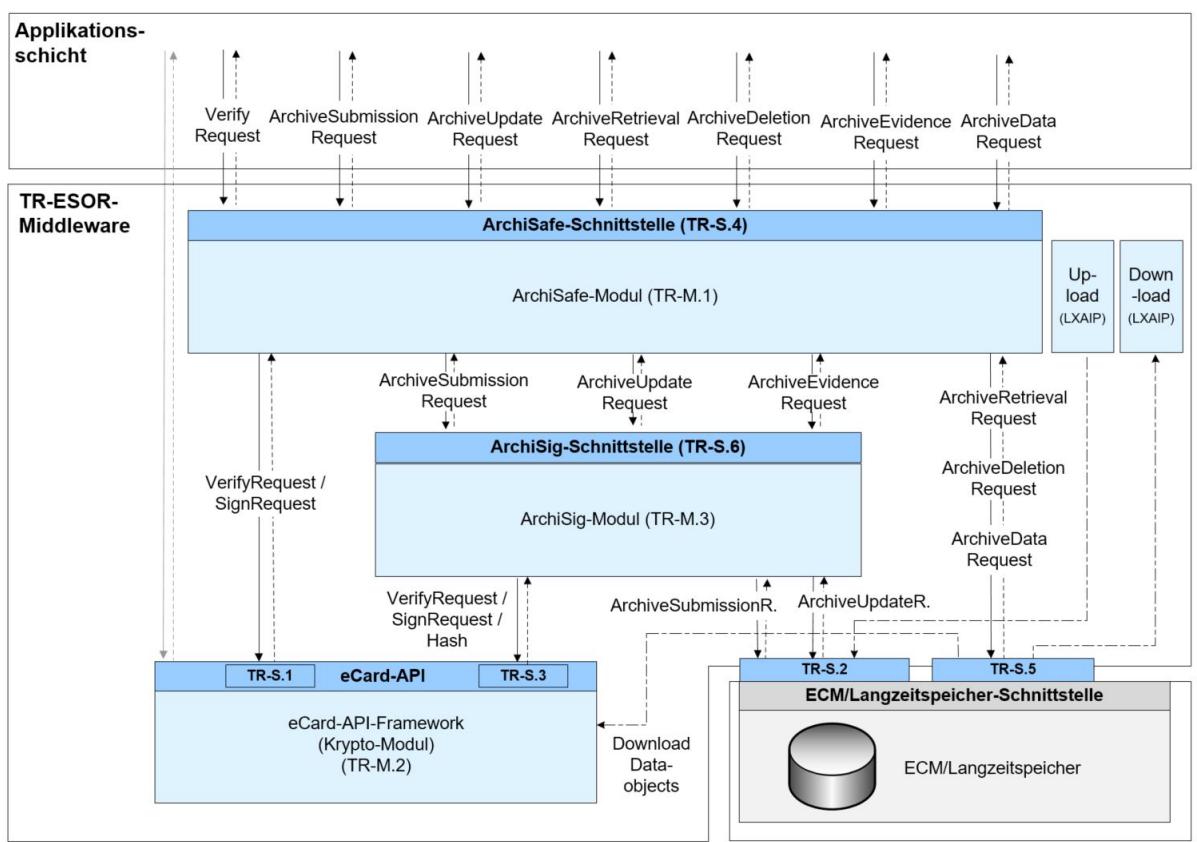 Applikations-
schicht
Verify
Request
ArchiveSubmission
Request
ArchiveUpdate
Request
ArchiveRetrieval
Request
ArchiveDeletion
Request
ArchiveEvidence
Request
ArchiveData
Request
TR-ESOR-
Middleware
ArchiSafe-Schnittstelle (TR-S.4)
ArchiSafe-Modul (TR-M.1)
Up-
load
(LXAIP)
Down
-load
(LXAIP)
ArchiveSubmission
Request
ArchiveUpdate
Request
ArchiveEvidence
Request
ArchiveRetrieval
Request
ArchiveDeletion
Request
ArchiveData
Request
VerifyRequest /
SignRequest
ArchiSig-Schnittstelle (TR-S.6)
ArchiSig-Modul (TR-M.3)
VerifyRequest /
SignRequest /
Hash
ArchiveSubmissionR.
ArchiveUpdateR.
TR-S.1
eCard-API
TR-S.3
TR-S.2
TR-S.5
eCard-API-Framework
(Krypto-Modul)
(TR-M.2)
Download
Data-
objects
ECM/Langzeitspeicher-Schnittstelle
ECM/Langzeitspeicher